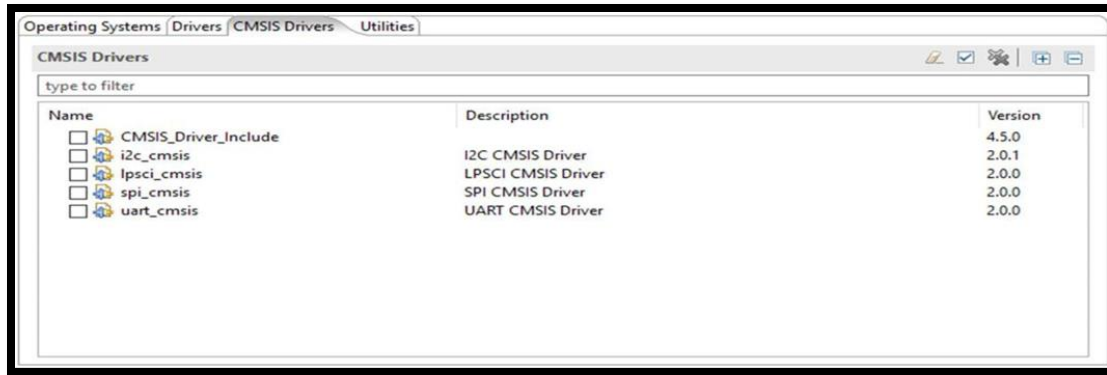 Operating Systems Drivers CMSIS Drivers Utilities
CMSIS Drivers
type to filter
Name Description Version
CMSIS_Driver_Include 4.5.0
i2c_cmsis I2C CMSIS Driver 2.0.1
lpsci_cmsis LPSCI CMSIS Driver 2.0.0
spi_cmsis SPI CMSIS Driver 2.0.0
uart_cmsis UART CMSIS Driver 2.0.0